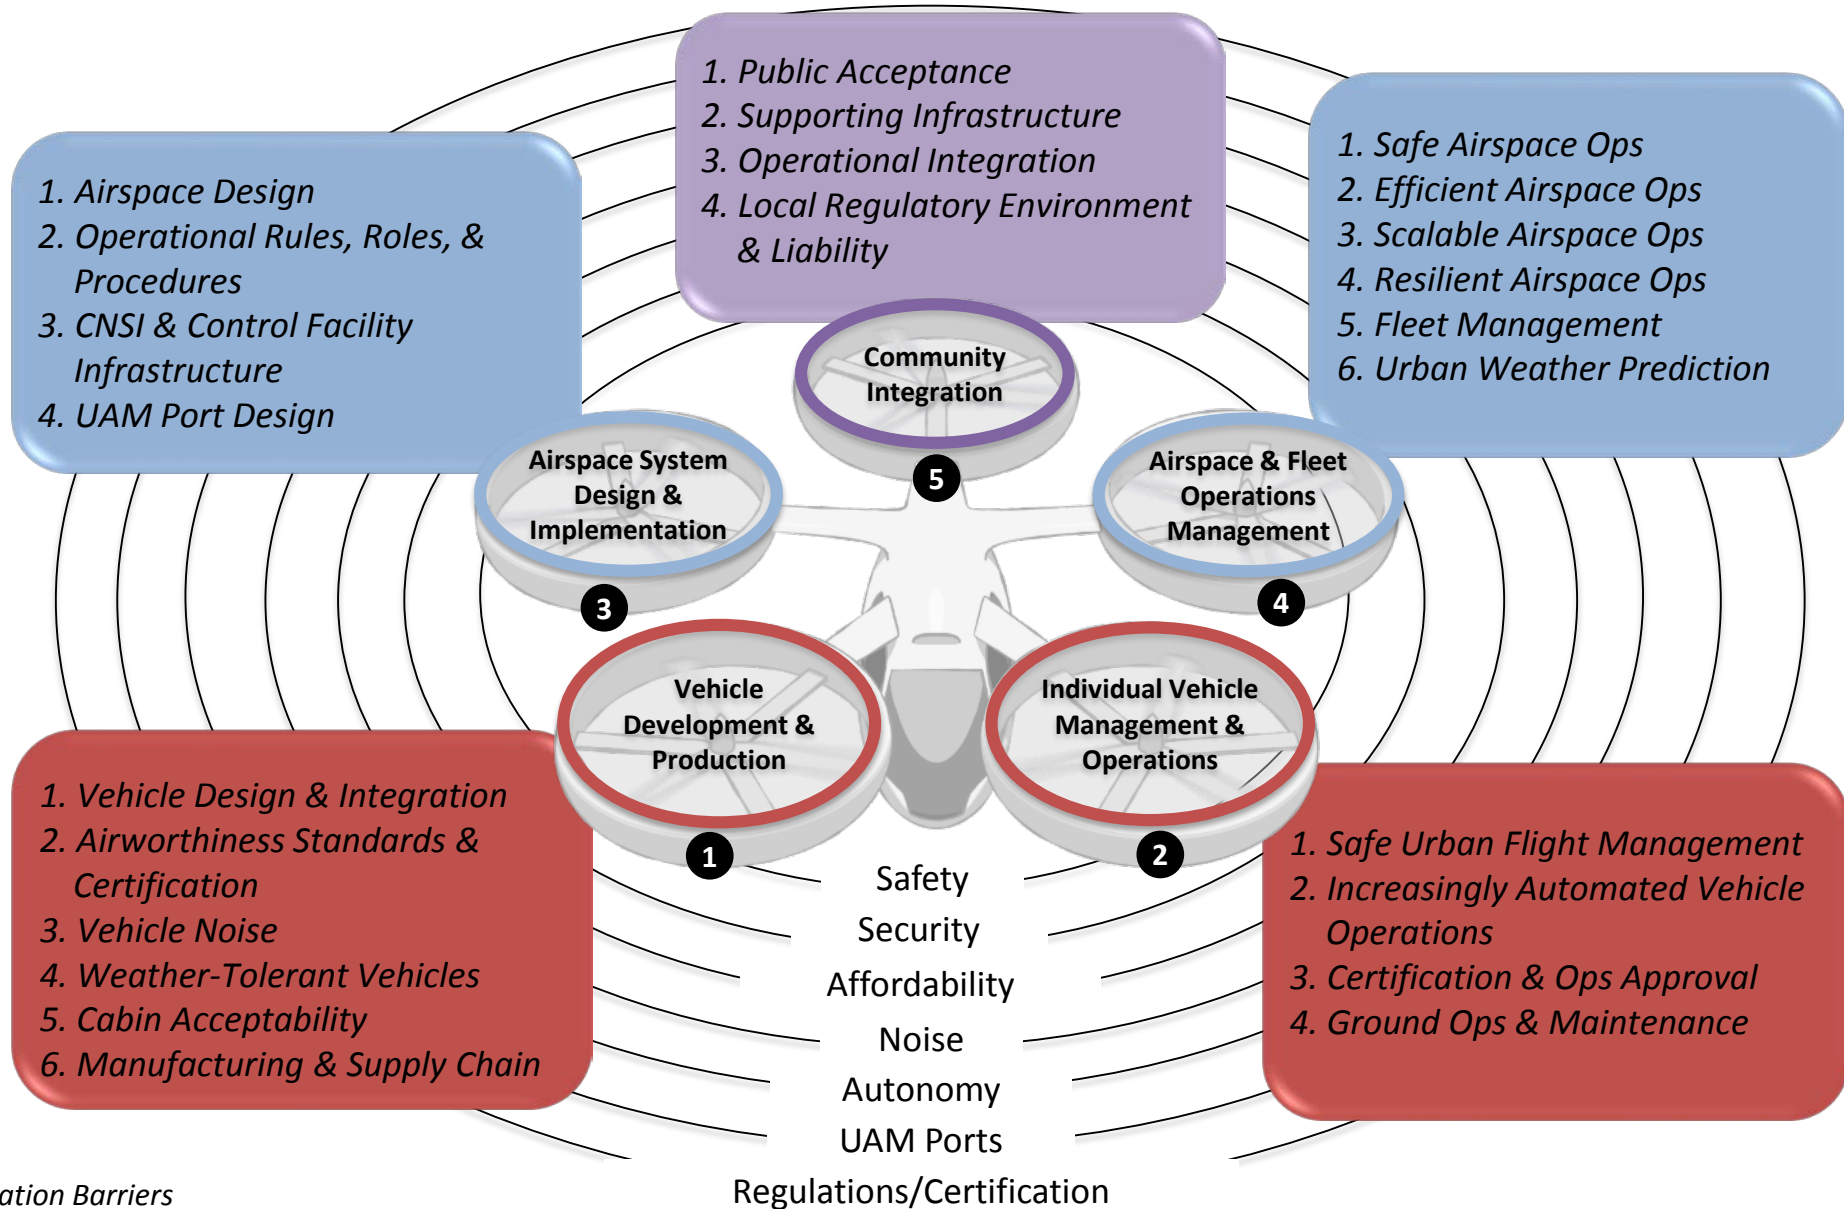 1. Public Acceptance
2. Supporting Infrastructure
3. Operational Integration
4. Local Regulatory Environment
& Liability
1. Airspace Design
2. Operational Rules, Roles, &
Procedures
3. CNSI & Control Facility
Infrastructure
4. UAM Port Design
1. Safe Airspace Ops
2. Efficient Airspace Ops
3. Scalable Airspace Ops
4. Resilient Airspace Ops
5. Fleet Management
6. Urban Weather Prediction
Community
Integration
5
Airspace System
Design &
Implementation
3
Airspace & Fleet
Operations
Management
4
Vehicle
Development &
Production
1
Individual Vehicle
Management &
Operations
2
1. Vehicle Design & Integration
2. Airworthiness Standards &
Certification
3. Vehicle Noise
4. Weather-Tolerant Vehicles
5. Cabin Acceptability
6. Manufacturing & Supply Chain
1. Safe Urban Flight Management
2. Increasingly Automated Vehicle
Operations
3. Certification & Ops Approval
4. Ground Ops & Maintenance
Safety
Security
Affordability
Noise
Autonomy
UAM Ports
Regulations/Certification
ation Barriers